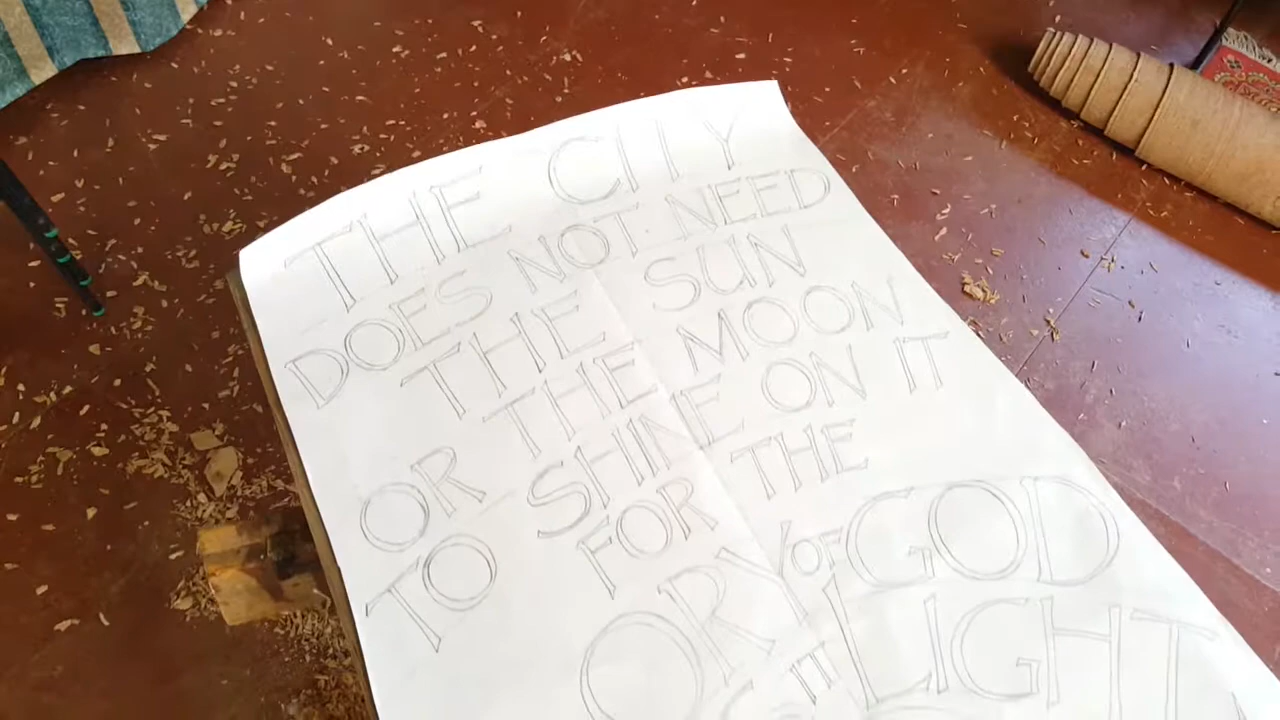 THE CITY
DOES NOT NEED
THE SUN
OR THE MOON
TO SHINE ON IT
FOR THE
ORY OF GOD
IT LIGHT